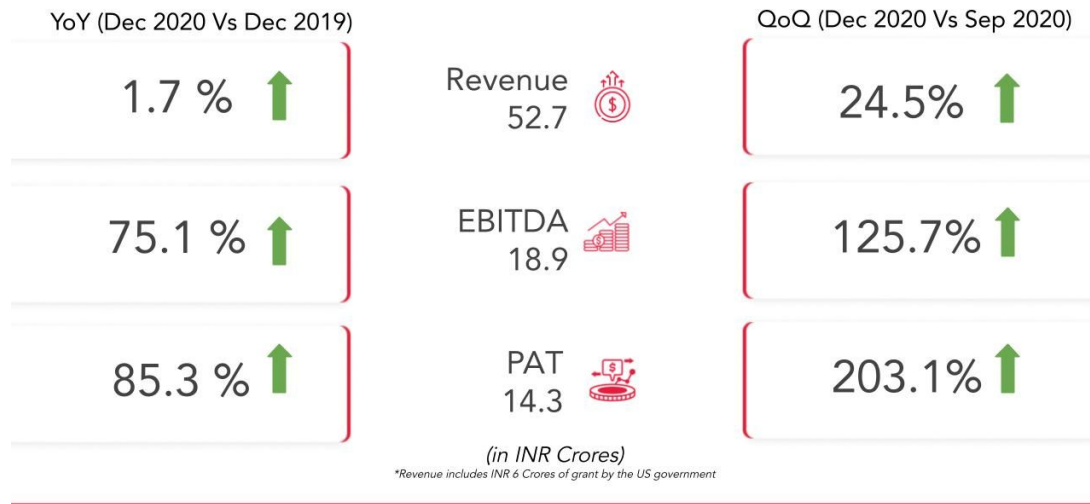 YoY (Dec 2020 Vs Dec 2019)
QoQ (Dec 2020 Vs Sep 2020)
1.7 %
Revenue
52.7
24.5%
75.1 %
EBITDA
18.9
125.7%
85.3 %
PAT
14.3
203.1%
(in INR Crores)
*Revenue includes INR 6 Crores of grant by the US government